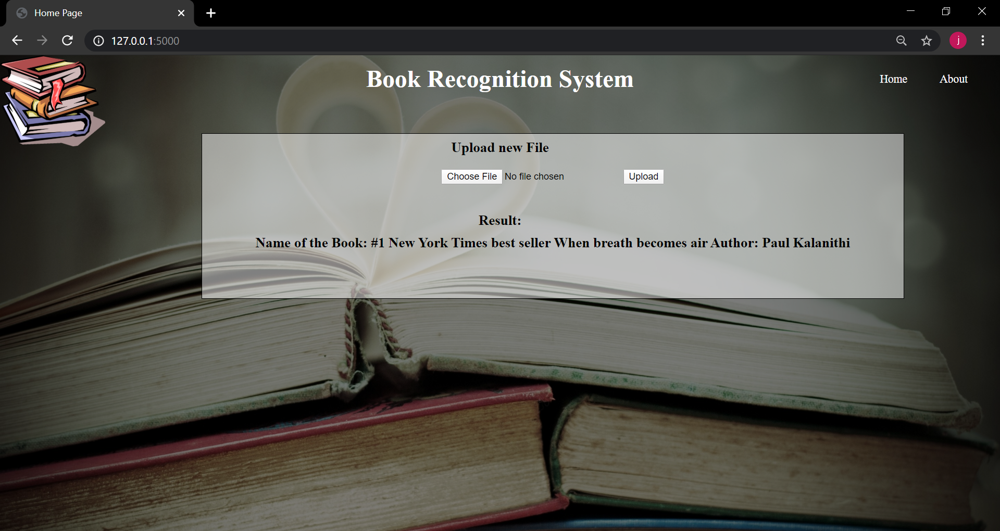 Home Page
127.0.0.1:5000
j
Book Recognition System
Home
About
Upload new File
Choose File No file chosen
Upload
Result:
Name of the Book: #1 New York Times best seller When breath becomes air Author: Paul Kalanithi